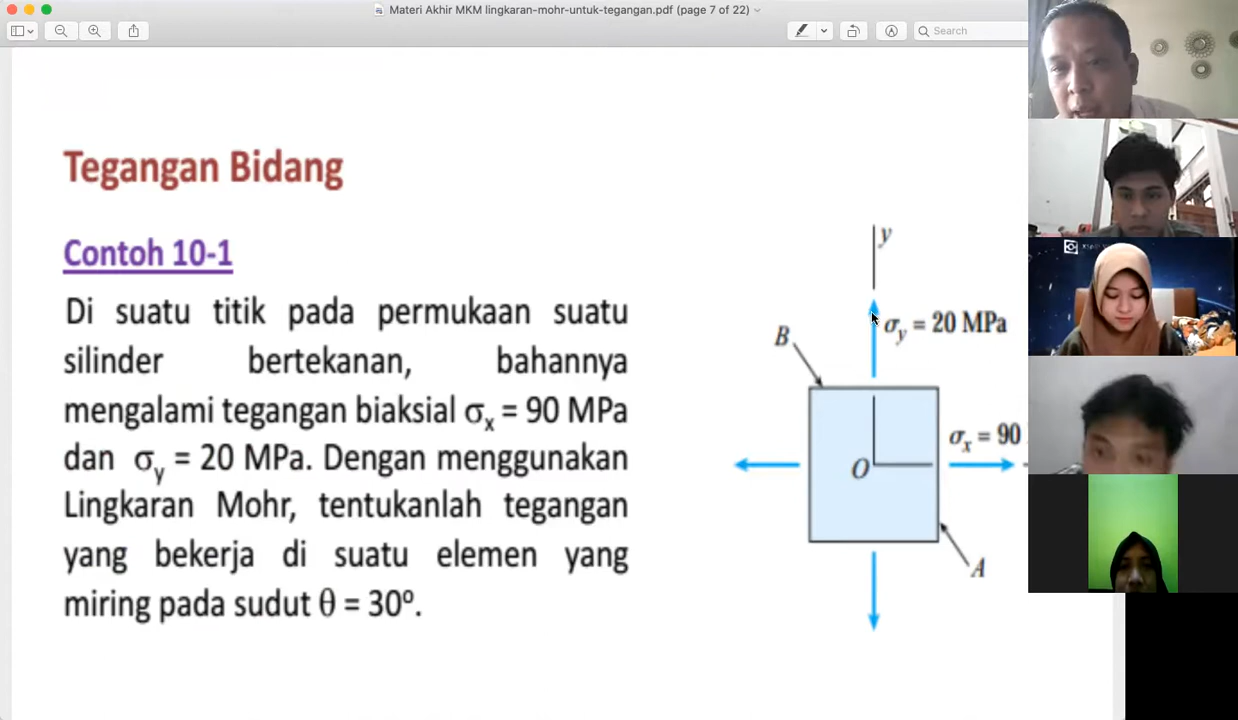 Materi Akhir MKM lingkaran-mohr-untuk-tegangan.pdf (page 7 of 22)
Search
Tegangan Bidang
Contoh 10-1
Di suatu titik pada permukaan suatu
silinder bertekanan, bahannya
mengalami tegangan biaksial σx = 90 MPa
dan σy = 20 MPa. Dengan menggunakan
Lingkaran Mohr, tentukanlah tegangan
yang bekerja di suatu elemen yang
miring pada sudut θ = 30º.
y
σy = 20 MPa
B
σx = 90
O
A